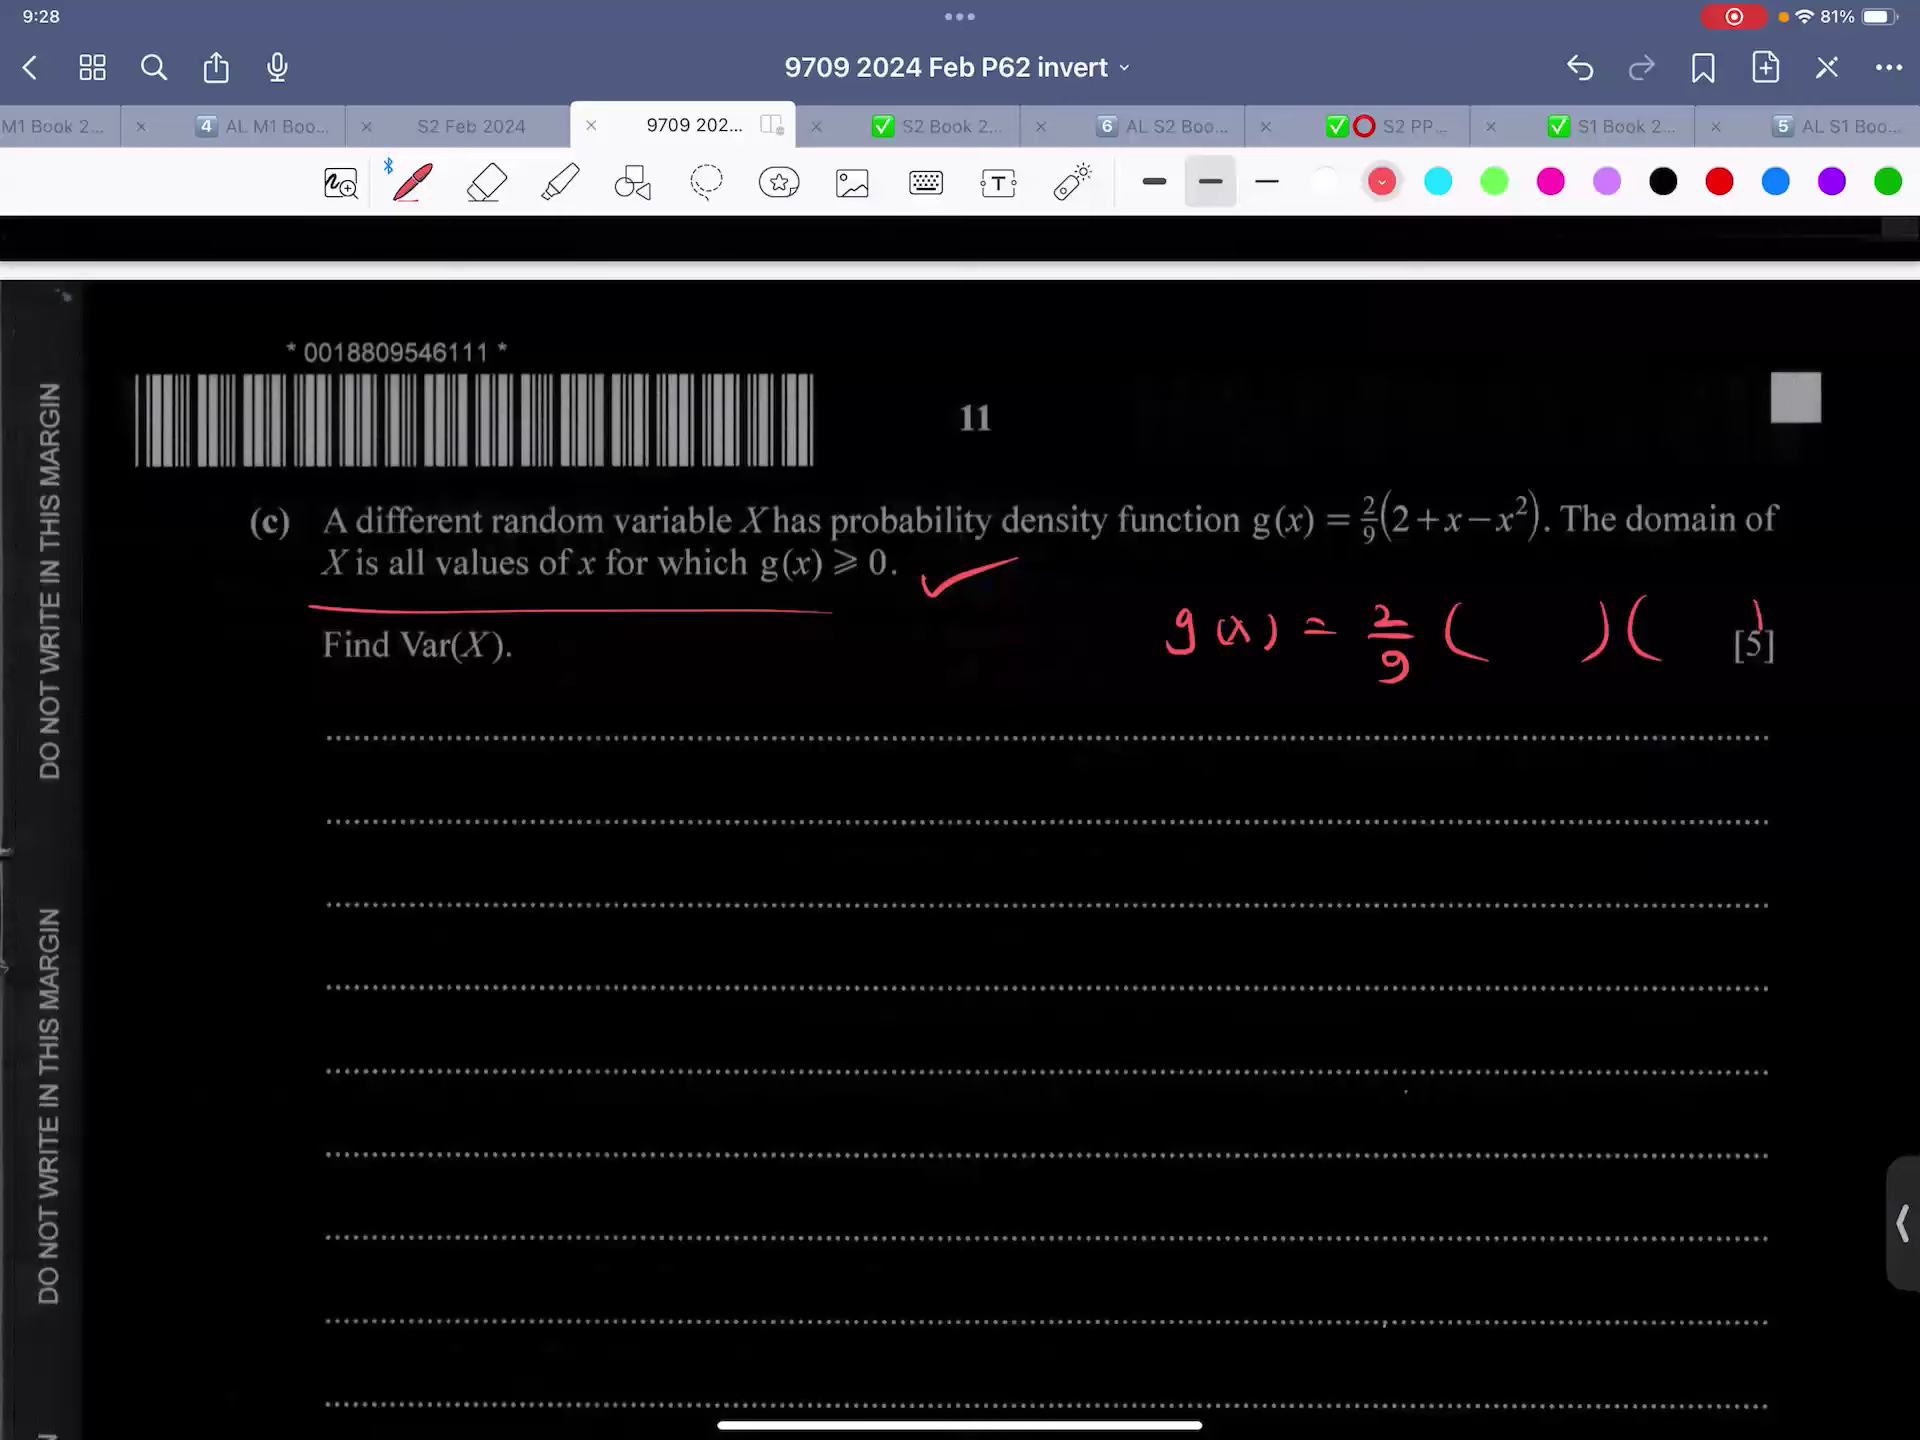 9:28
81%
9709 2024 Feb P62 invert
M1 Book 2...
4 AL M1 Boo...
S2 Feb 2024
9709 202...
S2 Book 2...
6 AL S2 Boo...
S2 PP...
S1 Book 2...
5 AL S1 Boo...
* 0018809546111 *
11
DO NOT WRITE IN THIS MARGIN
(c) A different random variable X has probability density function g(x) = 2/9(2+x−x²). The domain of
X is all values of x for which g(x) ⩾ 0.
g(x) = 2/9 ( )( )
Find Var(X). [5]
DO NOT WRITE IN THIS MARGIN